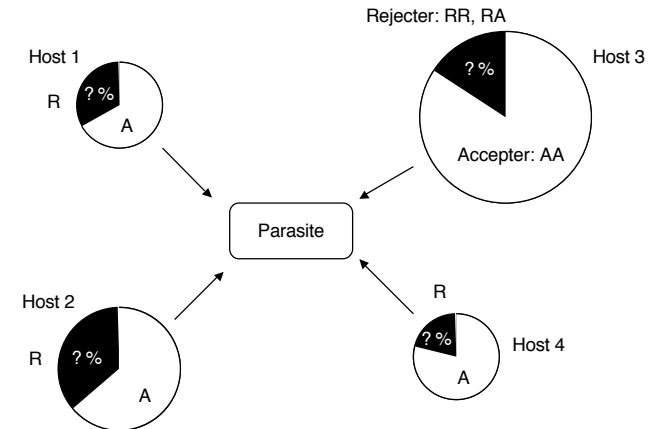 Rejecter: RR, RA
Host 1
Host 3
? %
? %
R
A
Accepter: AA
Parasite
Host 2
R
? %
R
? %
Host 4
A
A